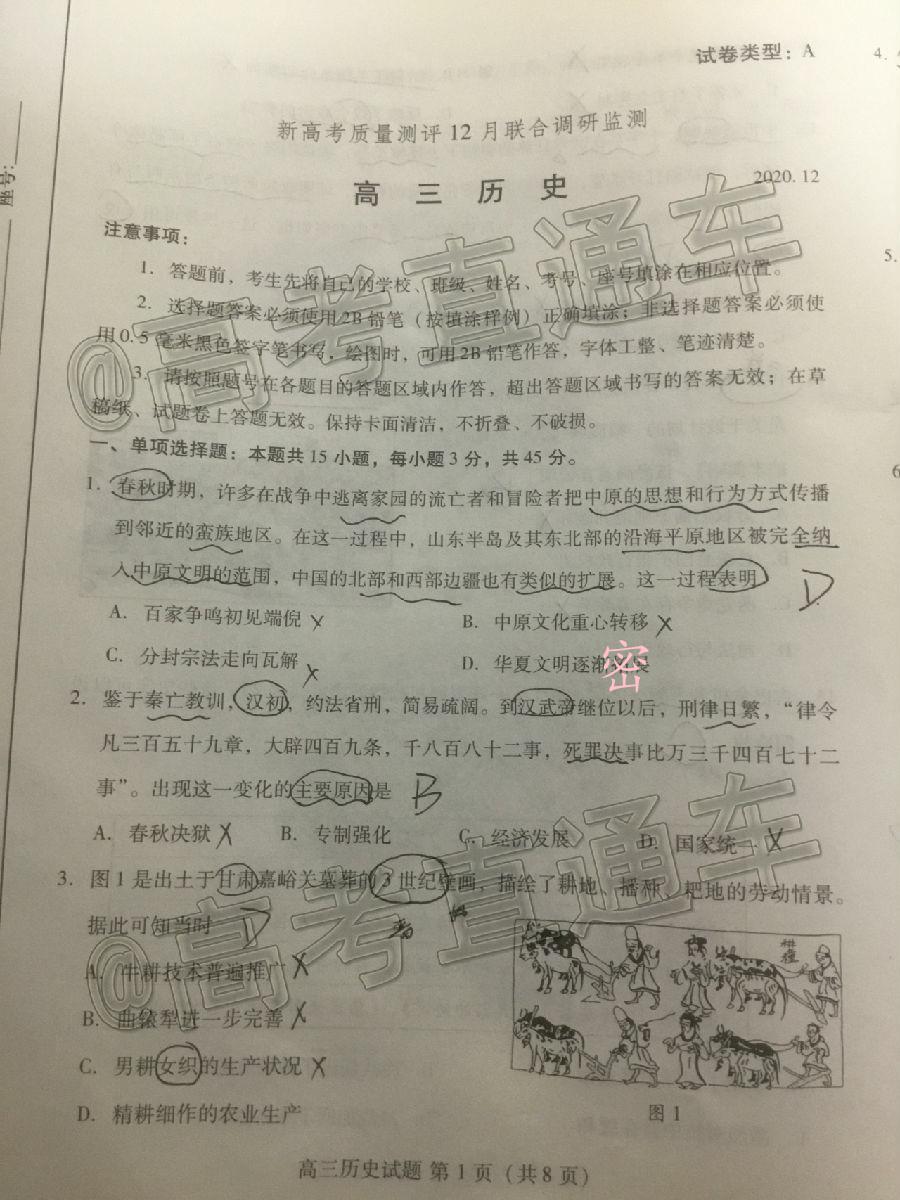 试卷类型：A
4.
新高考质量测评12月联合调研监测
2020.12
高三历史
座号:
注意事项：
1. 答题前，考生先将自己的学校、班级、姓名、考号、座号填涂在相应位置。
5.
2. 选择题答案必须使用2B铅笔（按填涂样例）正确填涂；非选择题答案必须使
用0.5毫米黑色签字笔书写，绘图时，可用2B铅笔作答，字体工整、笔迹清楚。
3. 请按照题号在各题目的答题区域内作答，超出答题区域书写的答案无效；在草
稿纸、试题卷上答题无效。保持卡面清洁，不折叠、不破损。
一、单项选择题：本题共15小题，每小题3分，共45分。
6
1. 春秋时期，许多在战争中逃离家园的流亡者和冒险者把中原的思想和行为方式传播
到邻近的蛮族地区。在这一过程中，山东半岛及其东北部的沿海平原地区被完全纳
入中原文明的范围，中国的北部和西部边疆也有类似的扩展。这一过程表明 D
A. 百家争鸣初见端倪 X B. 中原文化重心转移 X
C. 分封宗法走向瓦解 X D. 华夏文明逐渐
密
2. 鉴于秦亡教训，汉初，约法省刑，简易疏阔。到汉武帝继位以后，刑律日繁，“律令
凡三百五十九章，大辟四百九条，千八百八十二事，死罪决事比万三千四百七十二
事”。出现这一变化的主要原因是 B
A. 春秋决狱 X B. 专制强化 C. 经济发展 D. 国家统一 X
3. 图1是出土于甘肃嘉峪关墓葬的3世纪壁画，描绘了耕地、播种、耙地的劳动情景。
据此可知当时 D
A. 牛耕技术普遍推广 X
B. 曲辕犁进一步完善 X
C. 男耕女织的生产状况 X
D. 精耕细作的农业生产
耕种
图1
高三历史试题 第1页（共8页）
@高考直通车
@高考直通车